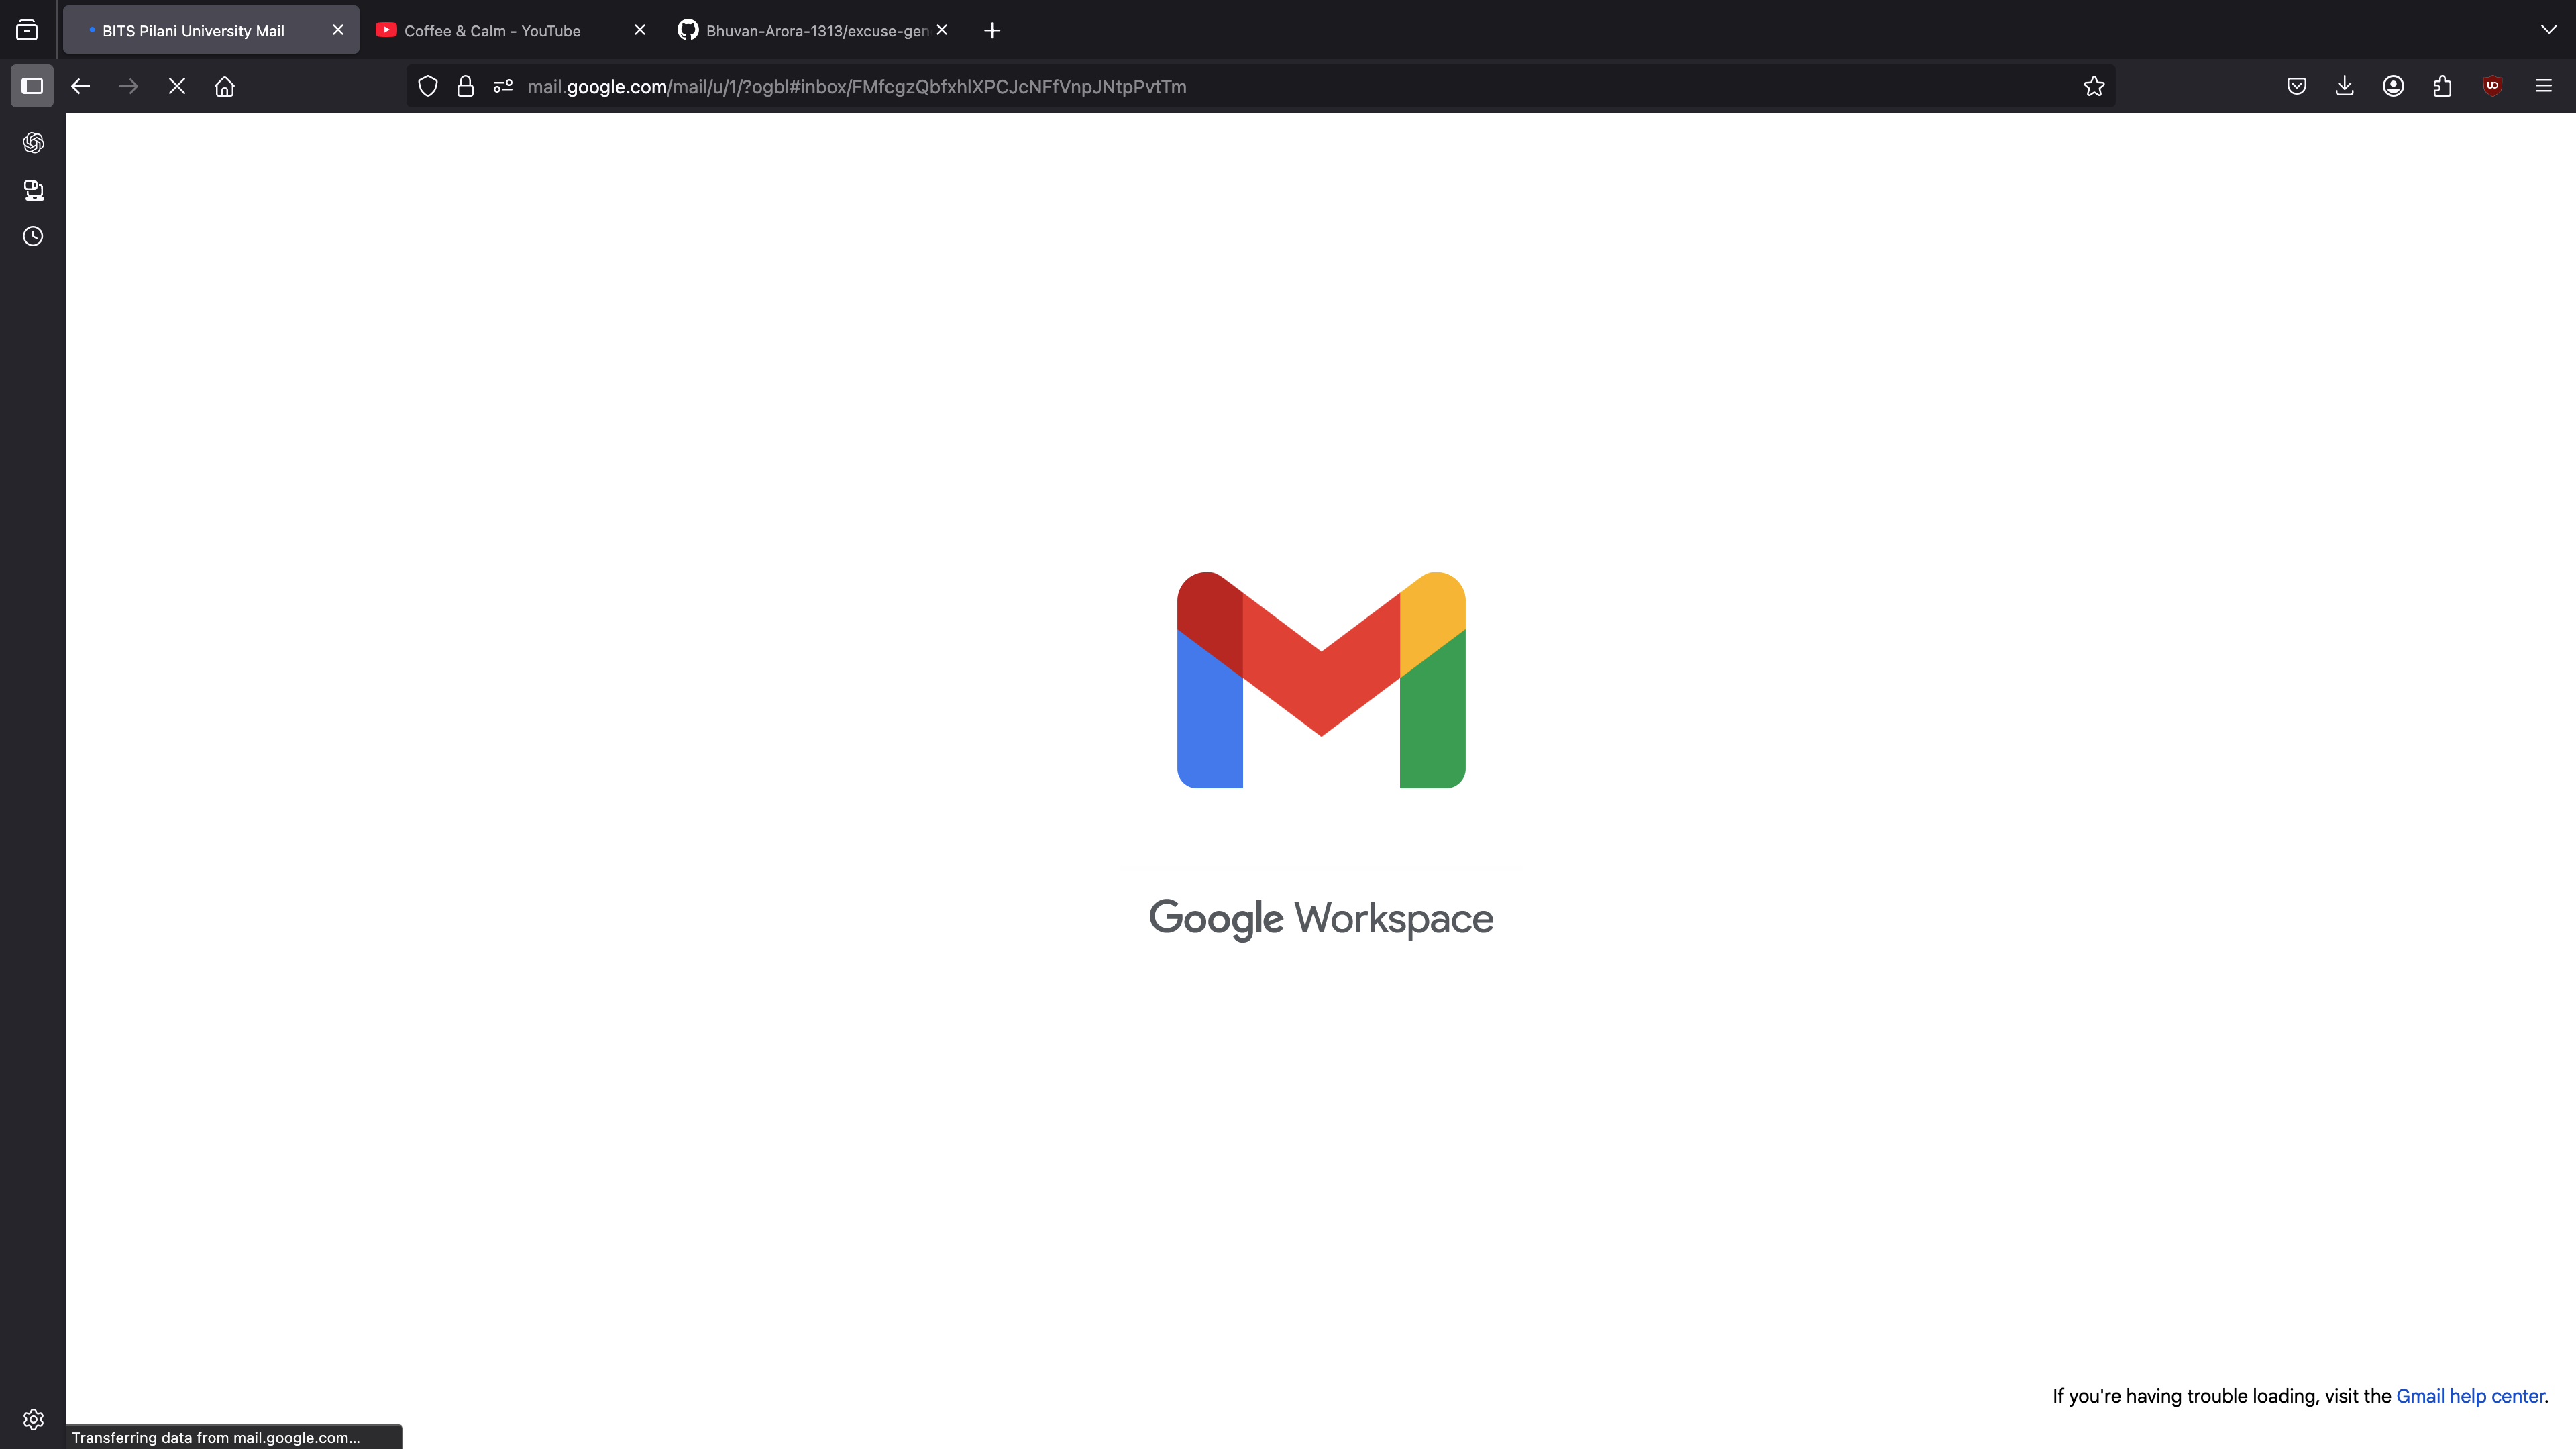 BITS Pilani University Mail
Coffee & Calm - YouTube
Bhuvan-Arora-1313/excuse-gen
mail.google.com/mail/u/1/?ogbl#inbox/FMfcgzQbfxhlXPCJcNFfVnpJNtpPvtTm
Google Workspace
If you're having trouble loading, visit the Gmail help center.
Transferring data from mail.google.com...